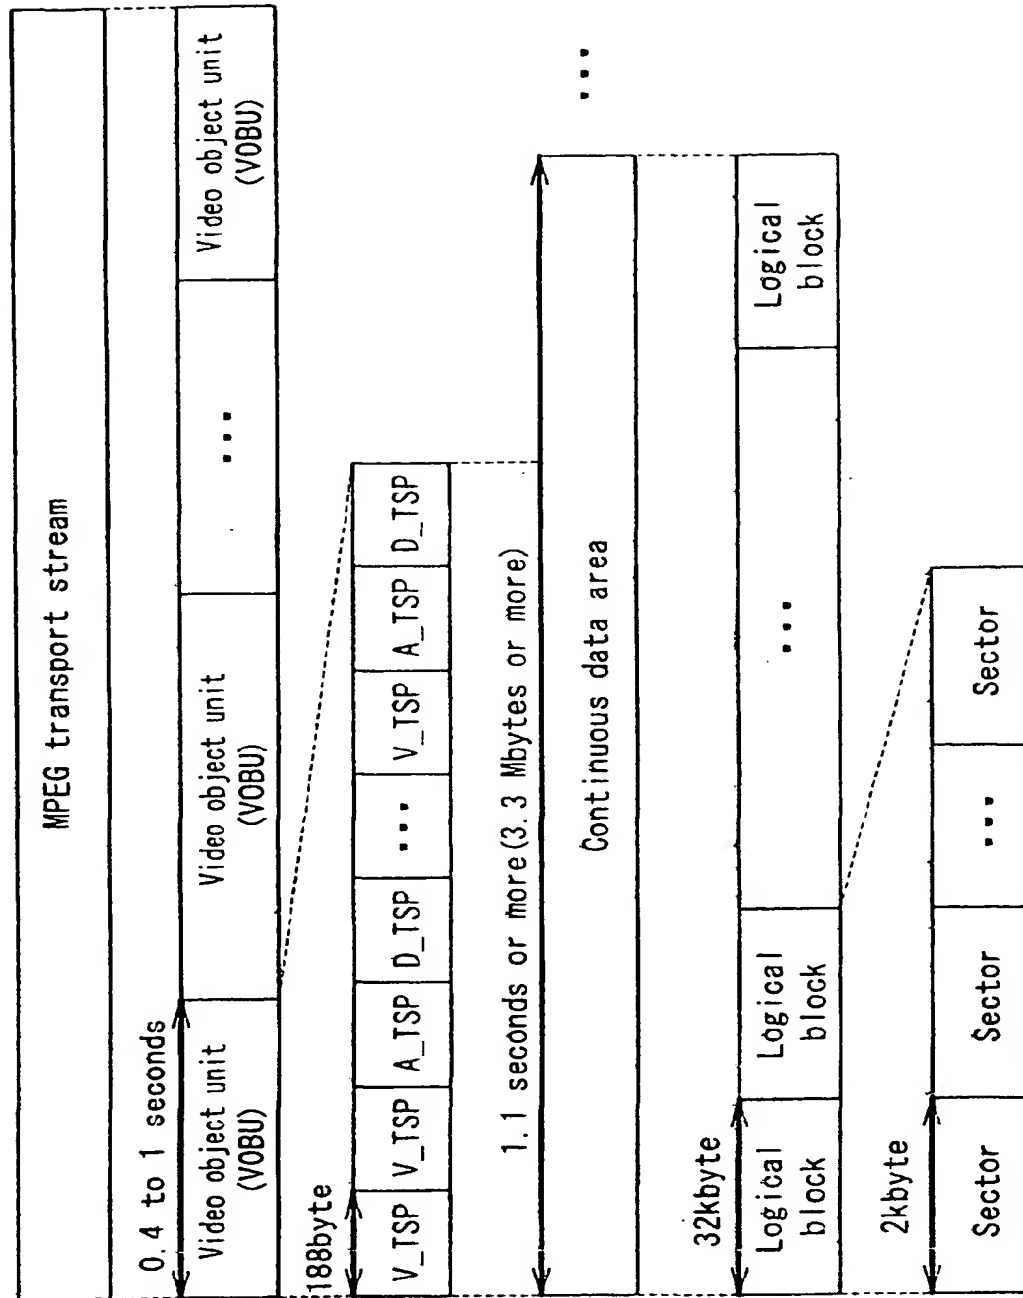 MPEG transport stream
0.4 to 1 seconds
Video object unit
(VOBU)
Video object unit
(VOBU)
...
Video object unit
(VOBU)
188byte
V_TSP
V_TSP
A_TSP
D_TSP
...
V_TSP
A_TSP
D_TSP
1.1 seconds or more(3.3 Mbytes or more)
Continuous data area
...
32kbyte
Logical
block
Logical
block
...
Logical
block
2kbyte
Sector
Sector
...
Sector